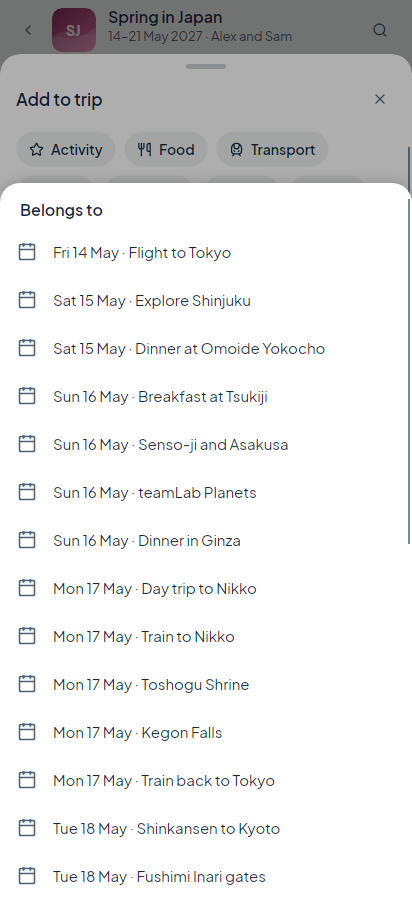 SJ
Spring in Japan
14–21 May 2027 · Alex and Sam
Add to trip
Activity
Food
Transport
Belongs to
Fri 14 May · Flight to Tokyo
Sat 15 May · Explore Shinjuku
Sat 15 May · Dinner at Omoide Yokocho
Sun 16 May · Breakfast at Tsukiji
Sun 16 May · Senso-ji and Asakusa
Sun 16 May · teamLab Planets
Sun 16 May · Dinner in Ginza
Mon 17 May · Day trip to Nikko
Mon 17 May · Train to Nikko
Mon 17 May · Toshogu Shrine
Mon 17 May · Kegon Falls
Mon 17 May · Train back to Tokyo
Tue 18 May · Shinkansen to Kyoto
Tue 18 May · Fushimi Inari gates